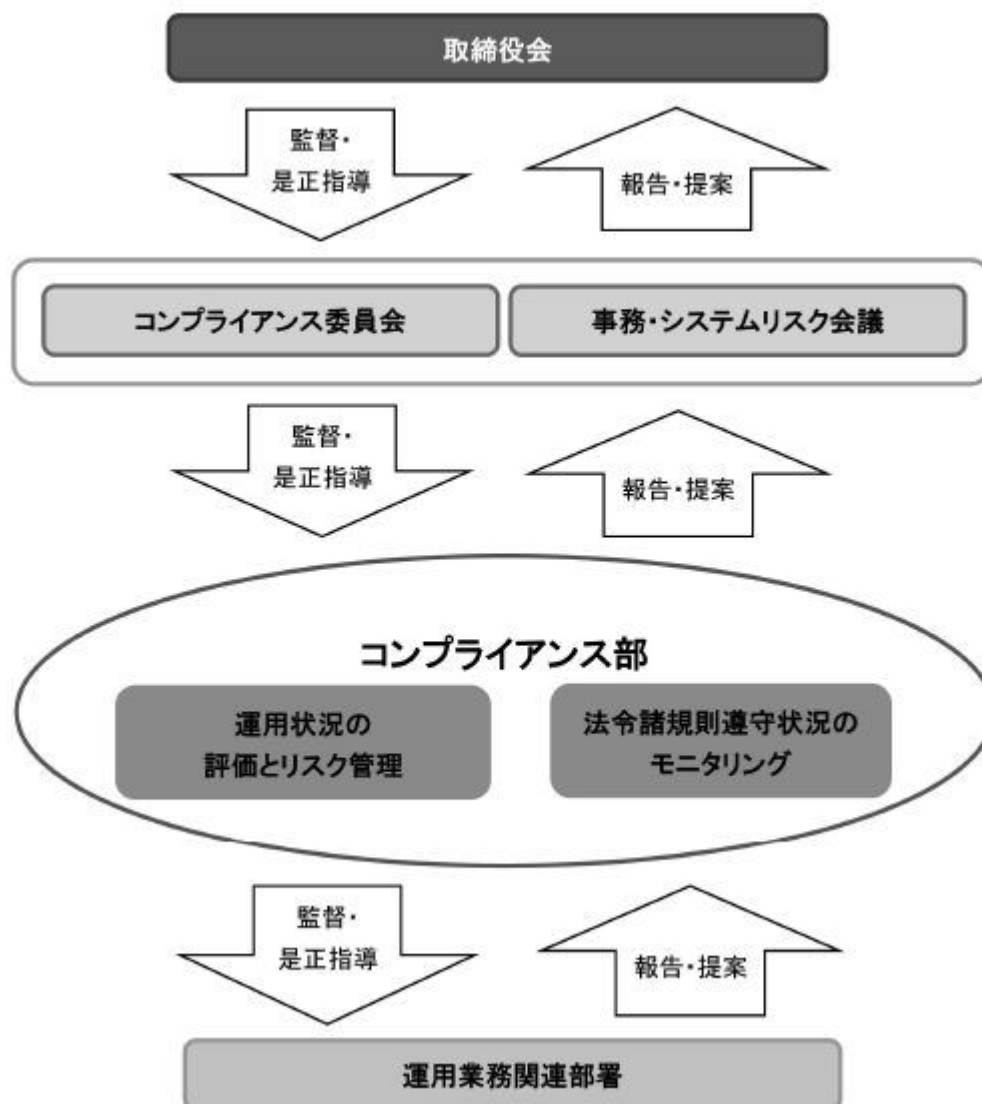 取締役会
監督・
是正指導
報告・提案
コンプライアンス委員会
事務・システムリスク会議
監督・
是正指導
報告・提案
コンプライアンス部
運用状況の
評価とリスク管理
法令諸規則遵守状況の
モニタリング
監督・
是正指導
報告・提案
運用業務関連部署